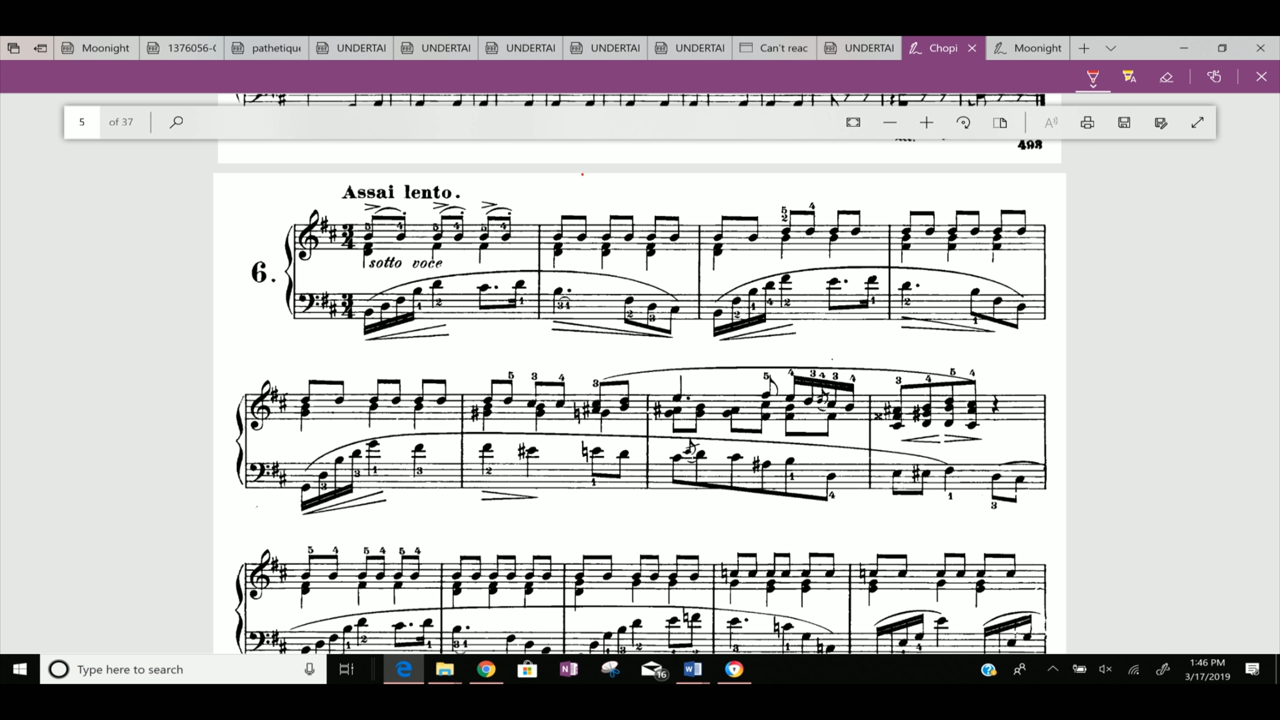 Moonight
1376056-(
pathetique
UNDERTAI
UNDERTAI
UNDERTAI
UNDERTAI
UNDERTAI
Can't reac
UNDERTAI
Chopi
Moonight
5 of 37
493
Assai lento.
6.
sotto voce
Type here to search
16
1:46 PM
3/17/2019